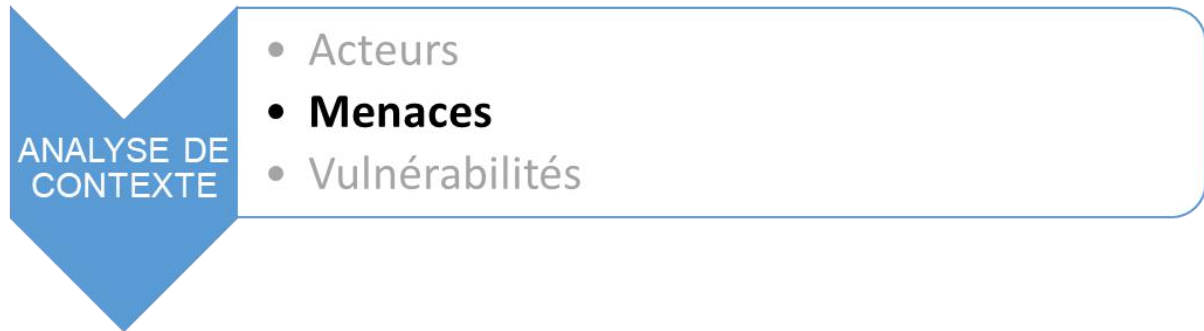 ANALYSE DE
CONTEXTE
• Acteurs
• Menaces
• Vulnérabilités